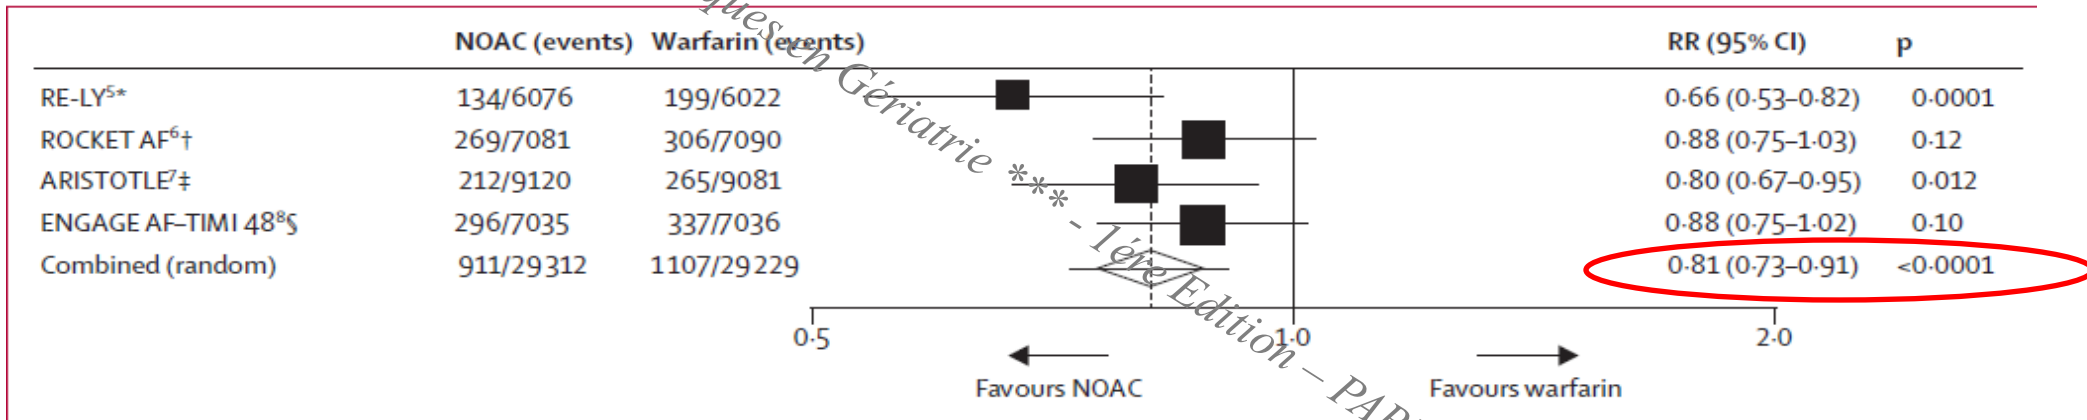 NOAC (events) Warfarin (events) RR (95% CI) p
RE-LY⁵* 134/6076 199/6022 0·66 (0·53–0·82) 0·0001
ROCKET AF⁶† 269/7081 306/7090 0·88 (0·75–1·03) 0·12
ARISTOTLE⁷‡ 212/9120 265/9081 0·80 (0·67–0·95) 0·012
ENGAGE AF–TIMI 48⁸§ 296/7035 337/7036 0·88 (0·75–1·02) 0·10
Combined (random) 911/29312 1107/29229 0·81 (0·73–0·91) <0·0001
0·5 1·0 2·0
Favours NOAC Favours warfarin
en Gériatrie *** - 1ére Edition –